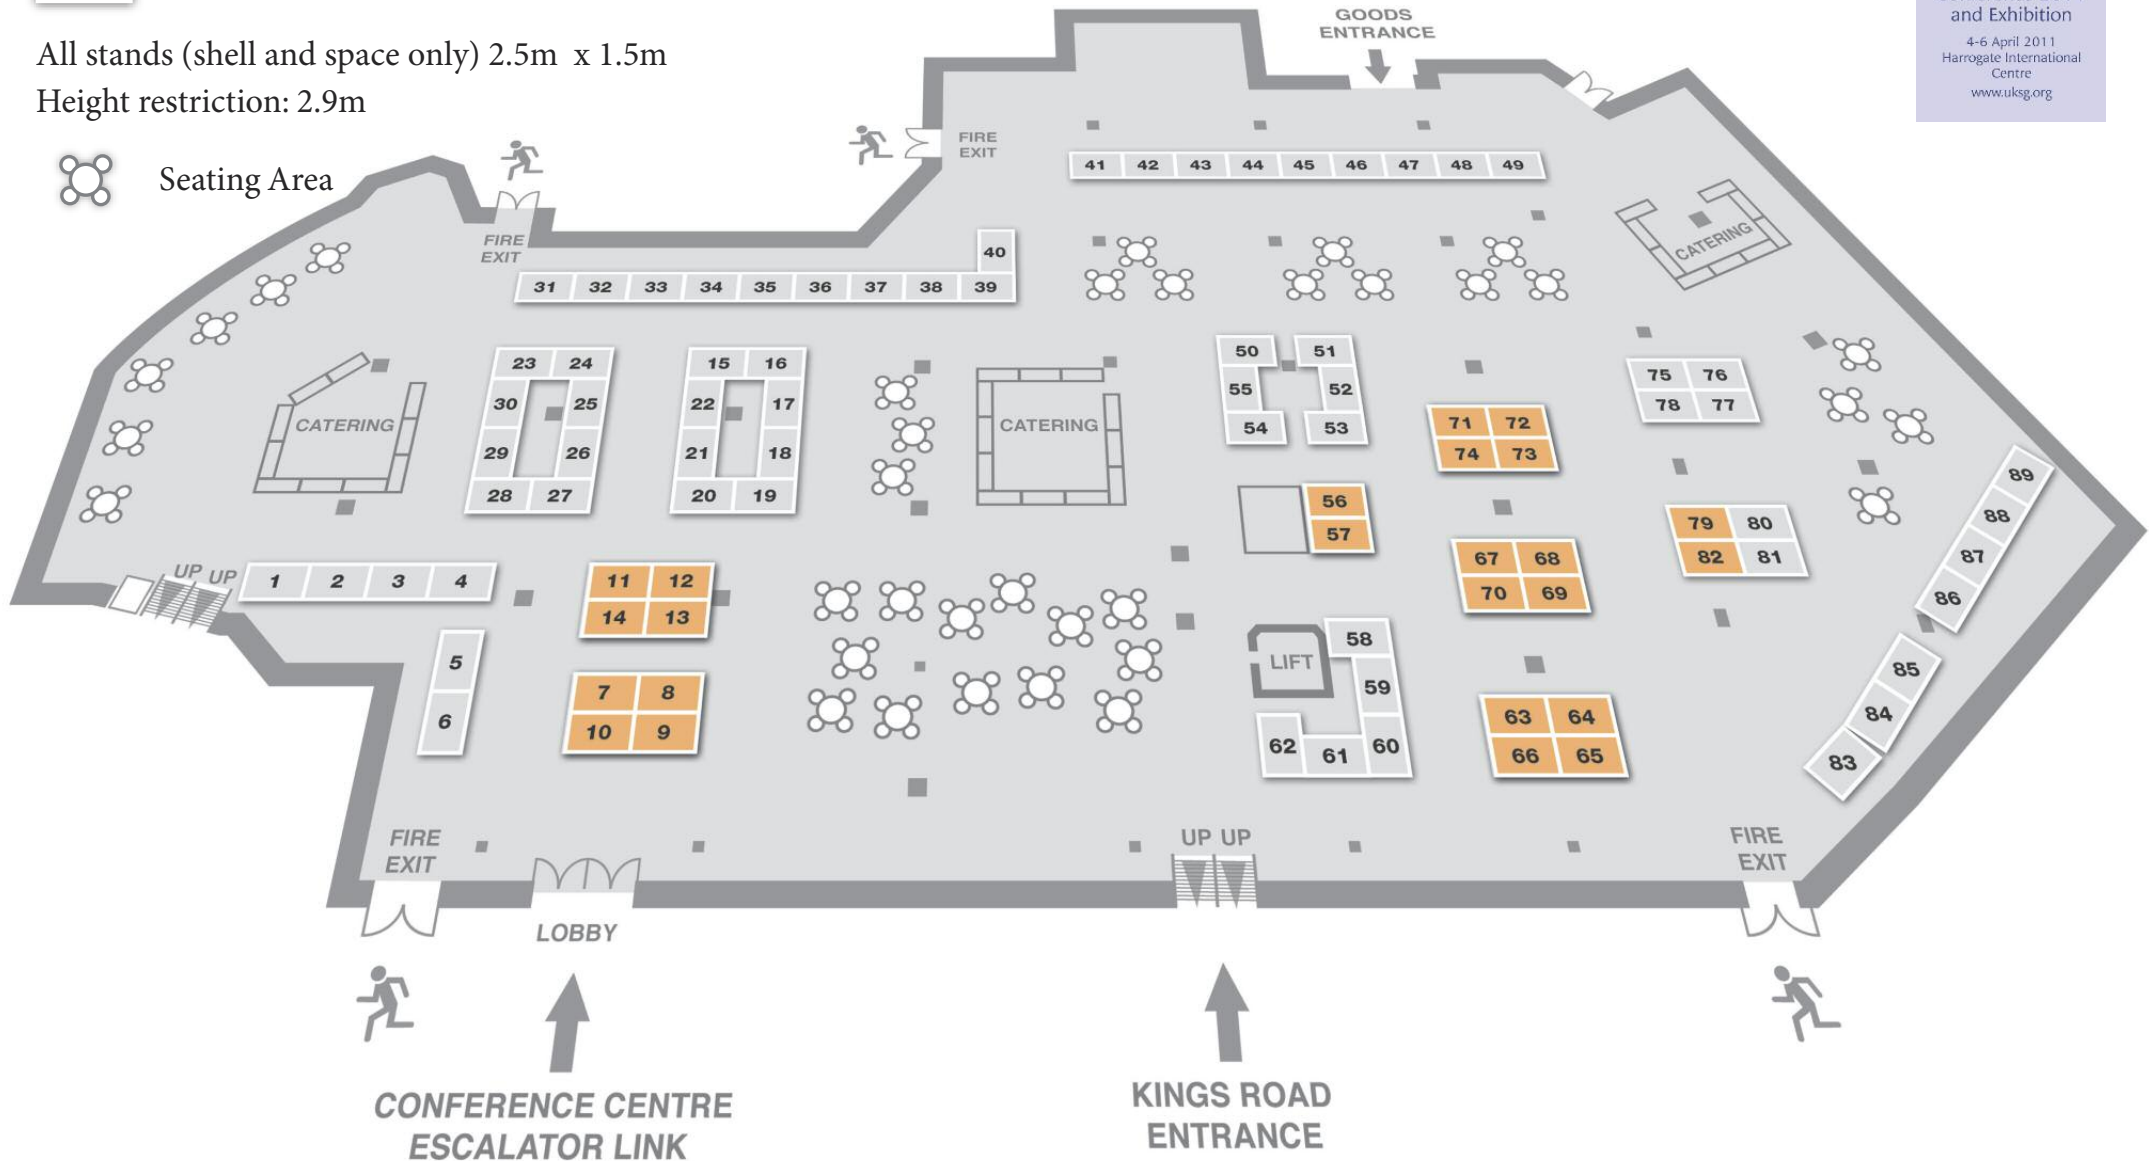 and Exhibition
4-6 April 2011
Harrogate International
Centre
www.uksg.org
All stands (shell and space only) 2.5m x 1.5m
Height restriction: 2.9m
Seating Area
GOODS
ENTRANCE
FIRE
EXIT
41 42 43 44 45 46 47 48 49
CATERING
FIRE
EXIT
40
31 32 33 34 35 36 37 38 39
23 24
30 25
29 26
28 27
15 16
22 17
21 18
20 19
CATERING
CATERING
50 51
55 52
54 53
71 72
74 73
75 76
78 77
56
57
67 68
70 69
79 80
82 81
89
88
87
86
85
84
83
UP UP
1 2 3 4
5
6
11 12
14 13
7 8
10 9
LIFT
58
59
60
61
62
63 64
66 65
FIRE
EXIT
UP UP
FIRE
EXIT
LOBBY
CONFERENCE CENTRE
ESCALATOR LINK
KINGS ROAD
ENTRANCE